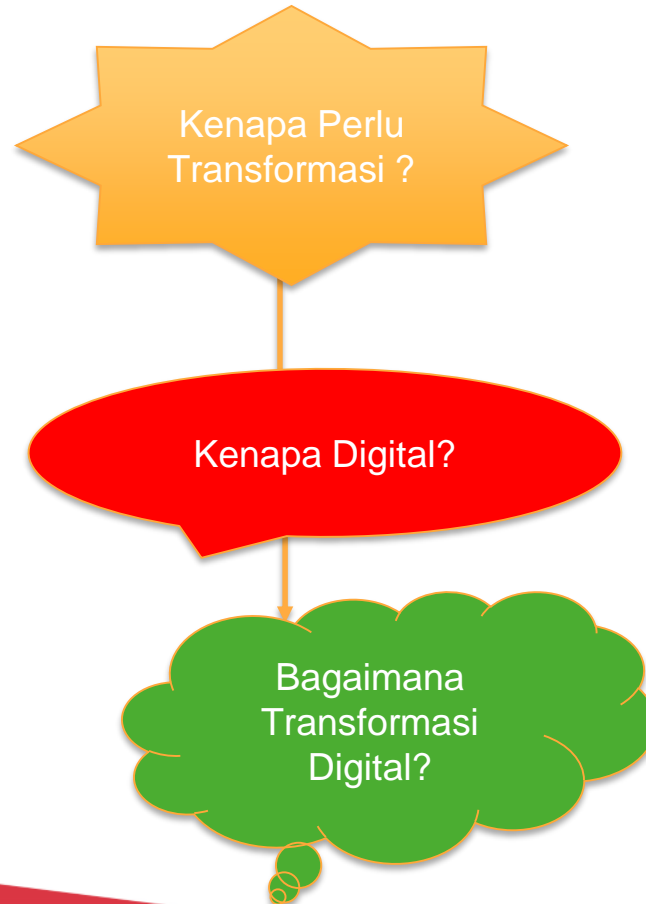 Kenapa Perlu
Transformasi ?
Kenapa Digital?
Bagaimana
Transformasi
Digital?